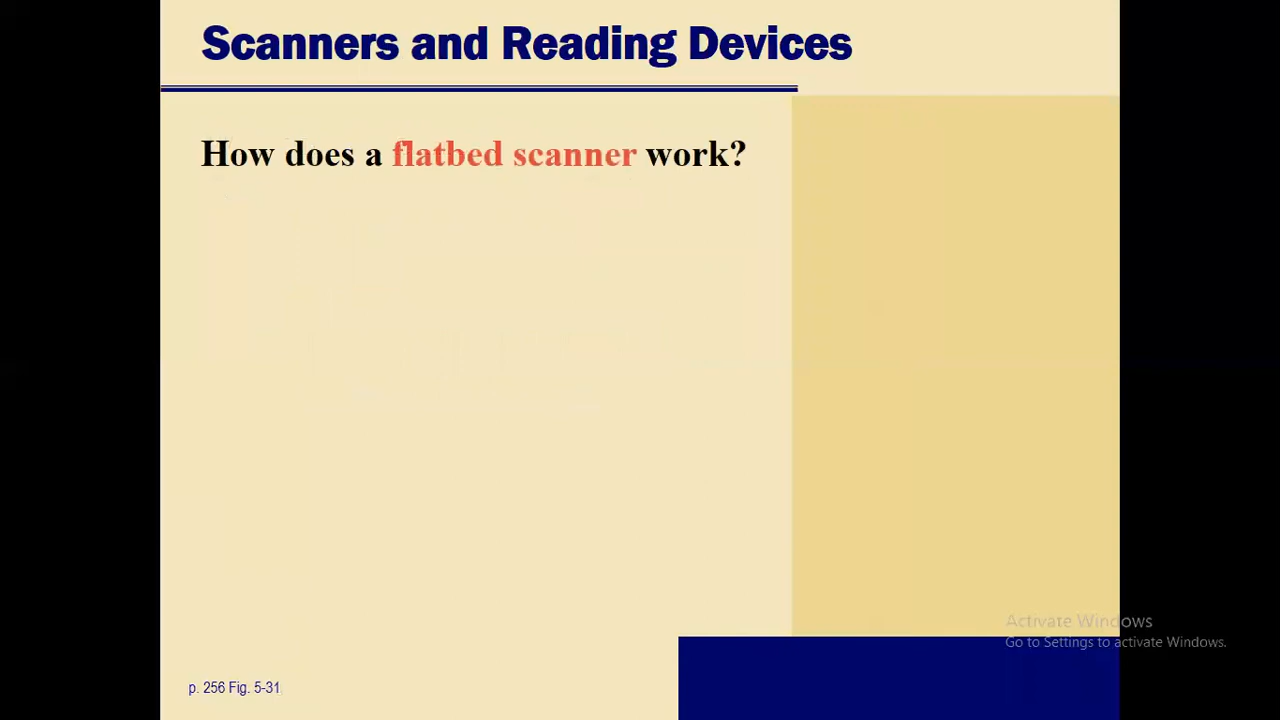 Scanners and Reading Devices
How does a flatbed scanner work?
Activate Windows
Go to Settings to activate Windows.
p. 256 Fig. 5-31